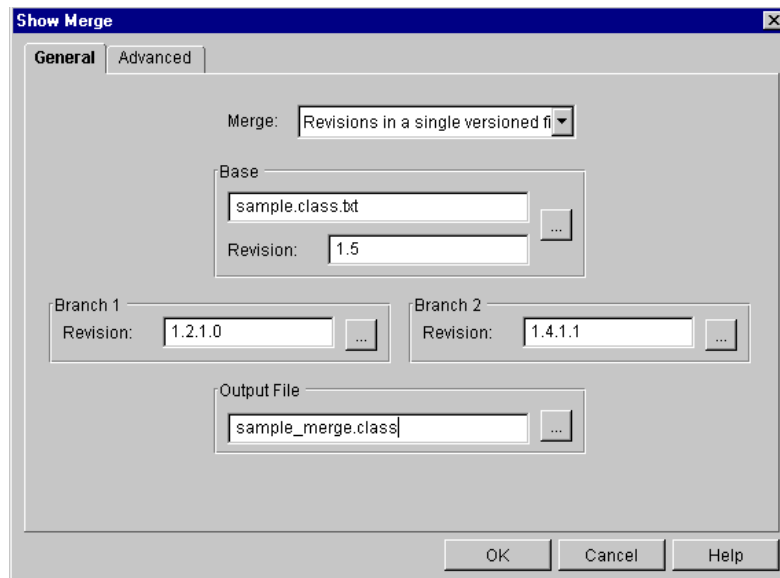 Show Merge
General Advanced
Merge: Revisions in a single versioned fi
Base
sample.class.txt
...
Revision: 1.5
Branch 1
Revision: 1.2.1.0 ...
Branch 2
Revision: 1.4.1.1 ...
Output File
sample_merge.class ...
OK Cancel Help